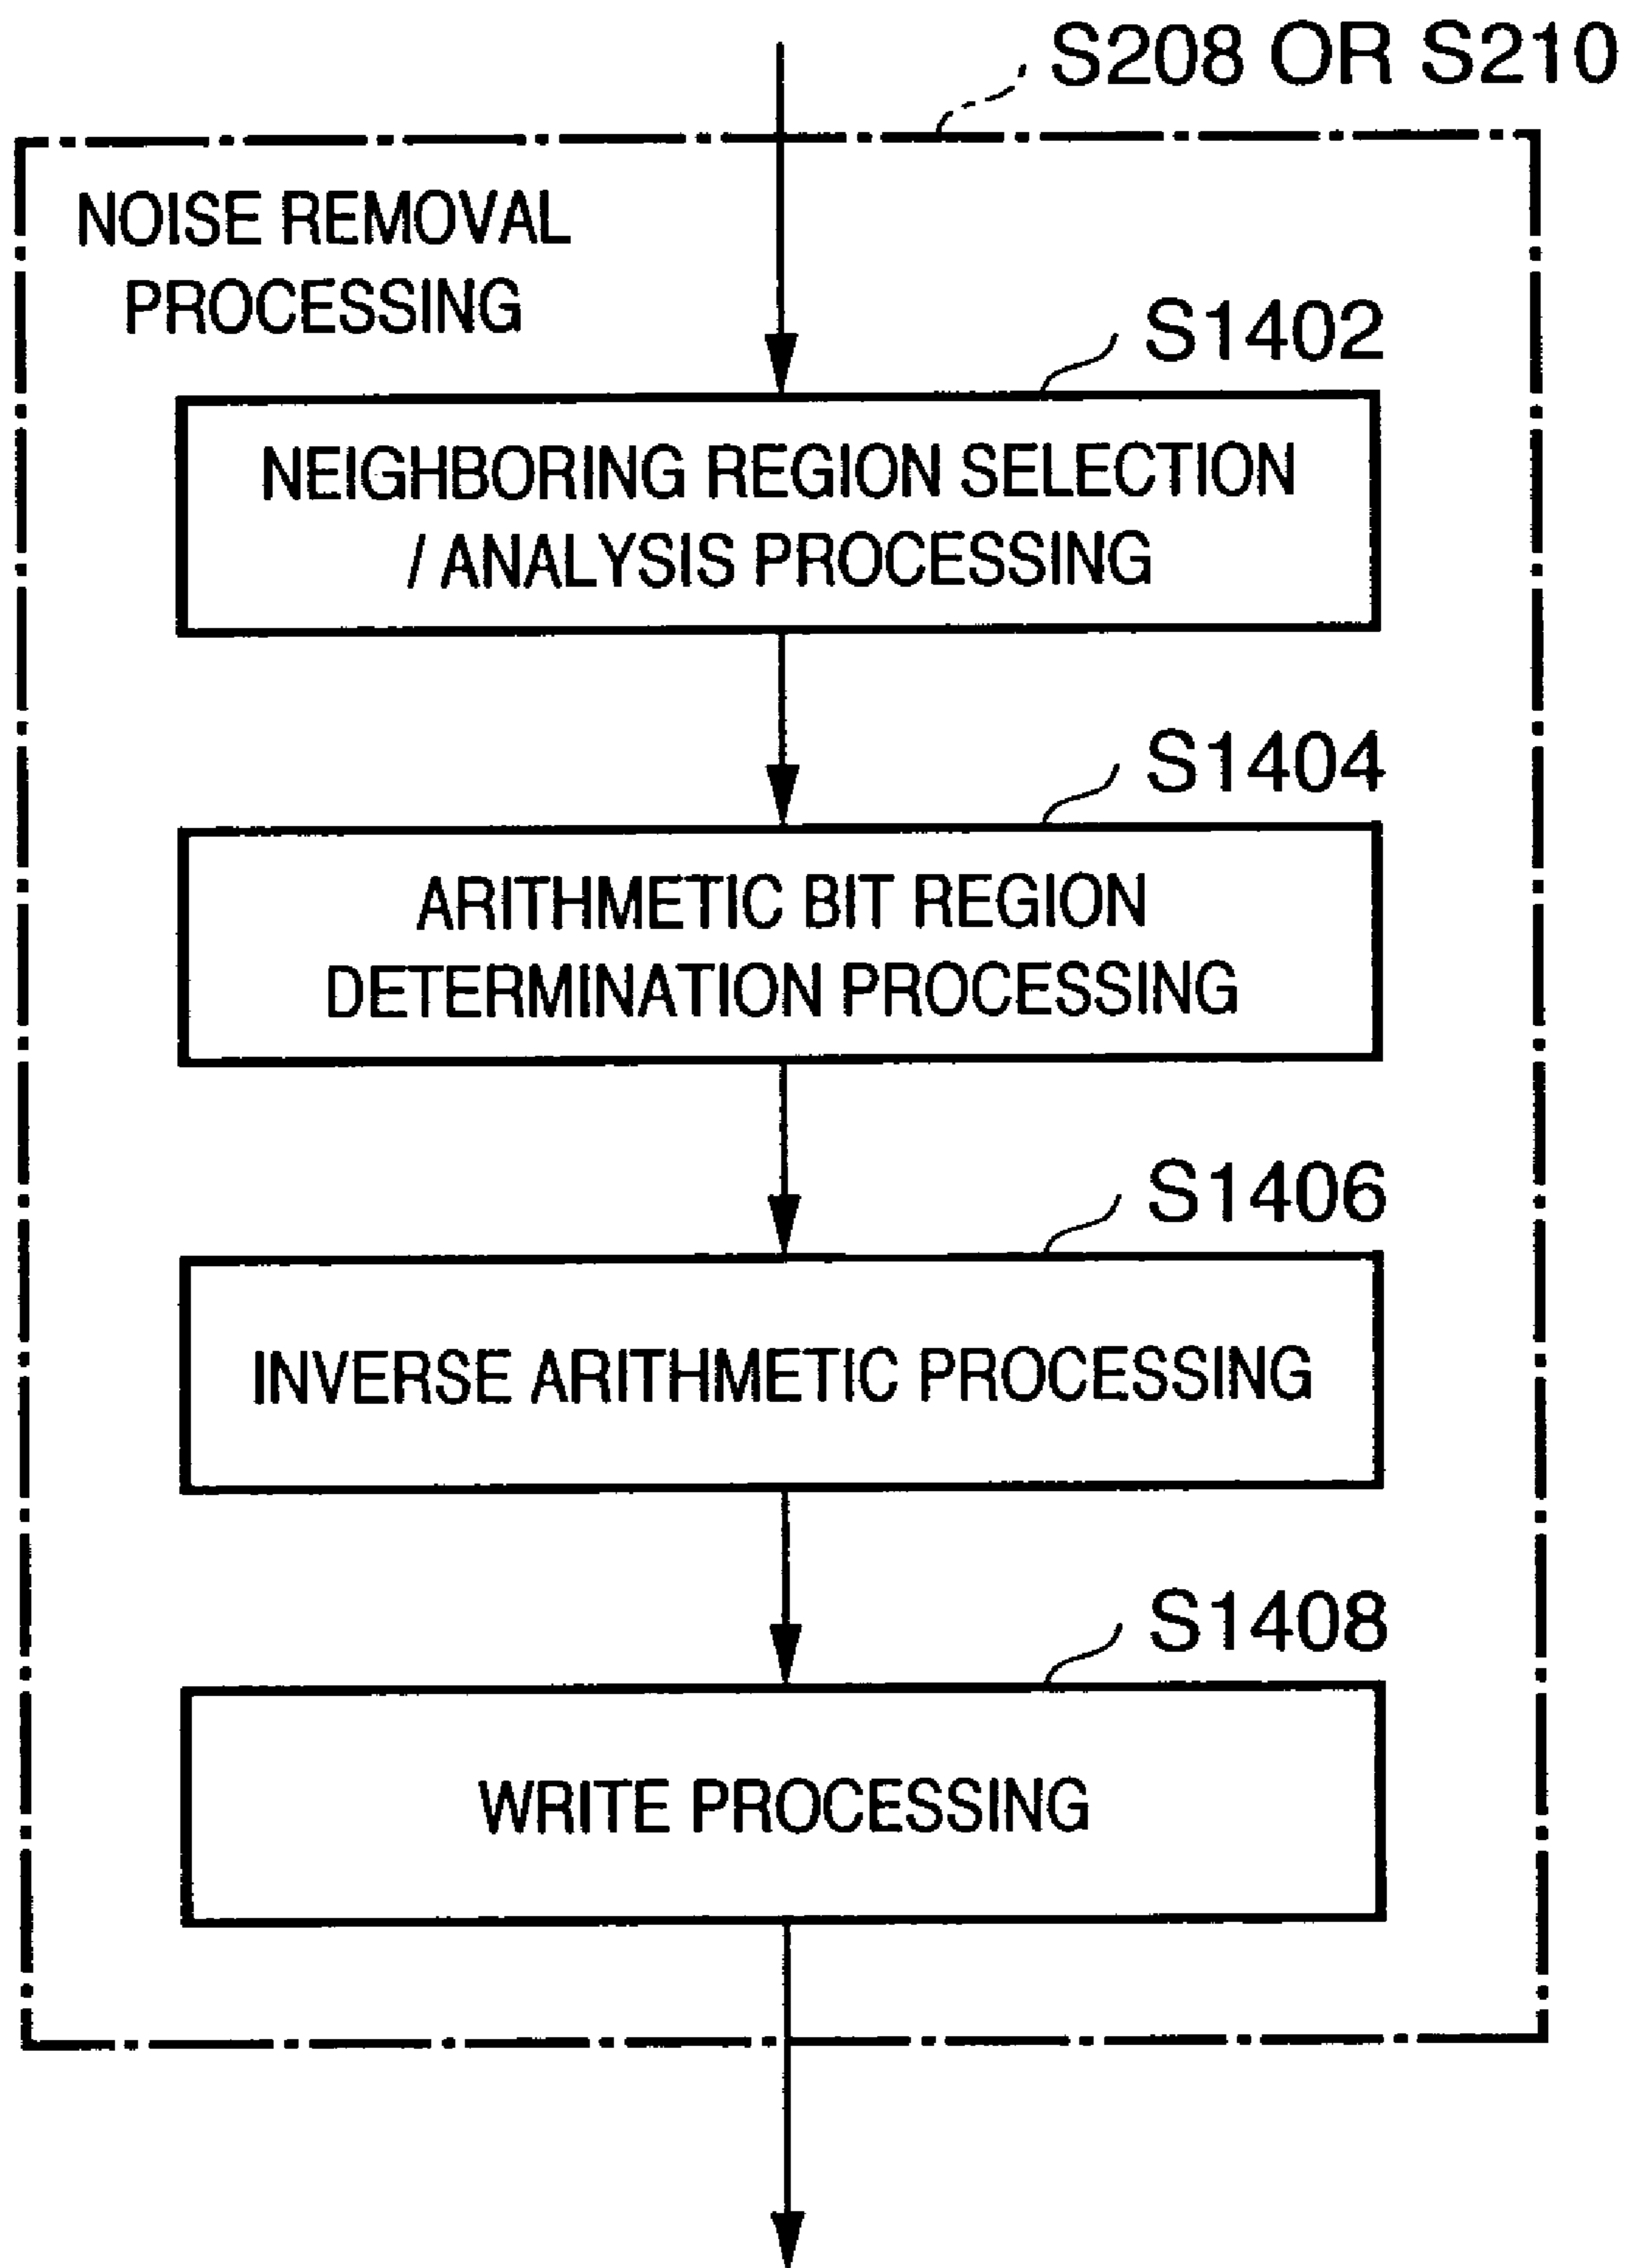 S208 OR S210
NOISE REMOVAL
PROCESSING
S1402
NEIGHBORING REGION SELECTION
/ ANALYSIS PROCESSING
S1404
ARITHMETIC BIT REGION
DETERMINATION PROCESSING
S1406
INVERSE ARITHMETIC PROCESSING
S1408
WRITE PROCESSING